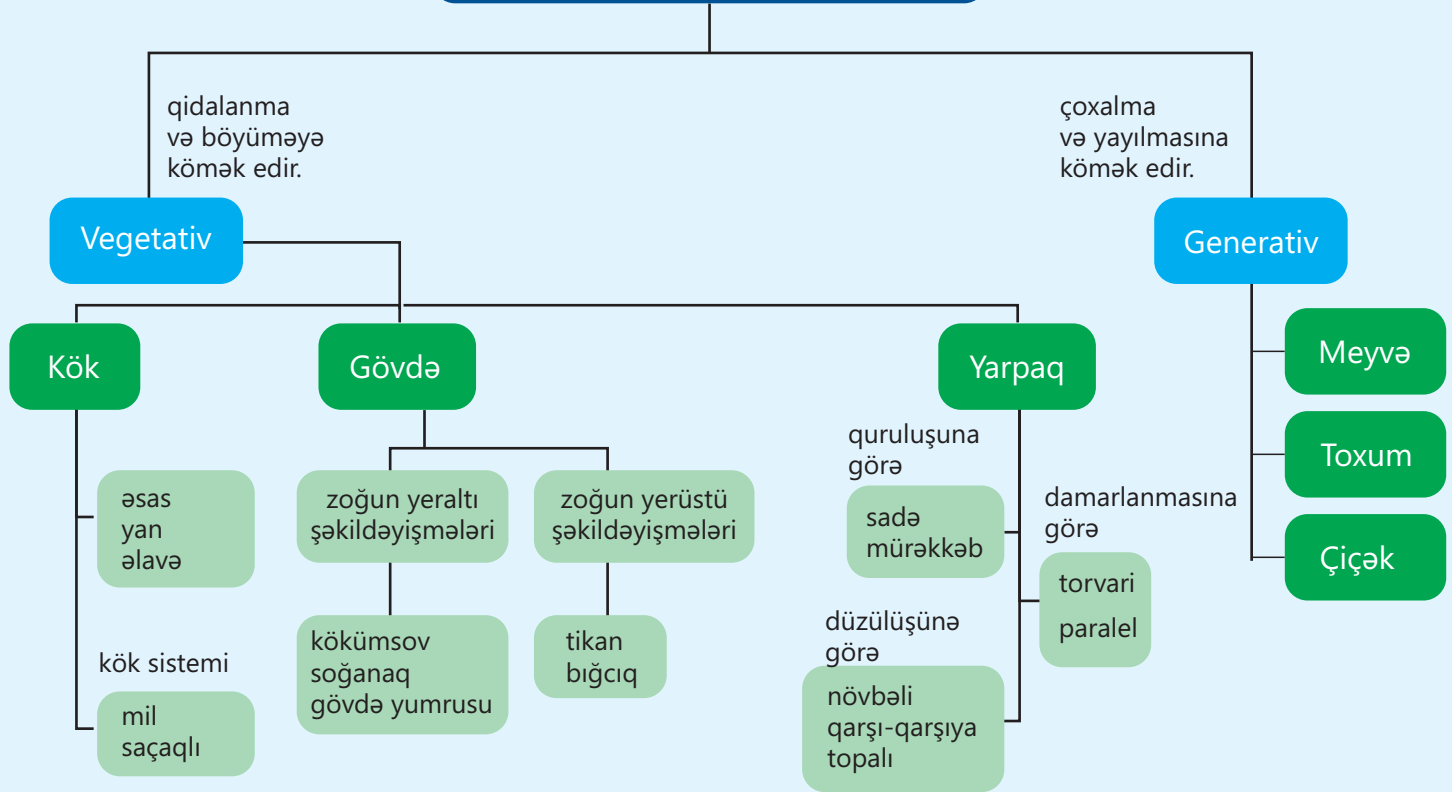 qidalanma
və böyüməyə
kömək edir.
çoxalma
və yayılmasına
kömək edir.
Vegetativ
Generativ
Kök
Gövdə
Yarpaq
Meyvə
Toxum
Çiçək
əsas
yan
əlavə
kök sistemi
mil
saçaqlı
zoğun yeraltı
şəkildəyişmələri
kökümsov
soğanaq
gövdə yumrusu
zoğun yerüstü
şəkildəyişmələri
tikan
bığcıq
quruluşuna
görə
sadə
mürəkkəb
damarlanmasına
görə
torvari
paralel
düzülüşünə
görə
növbəli
qarşı-qarşıya
topalı